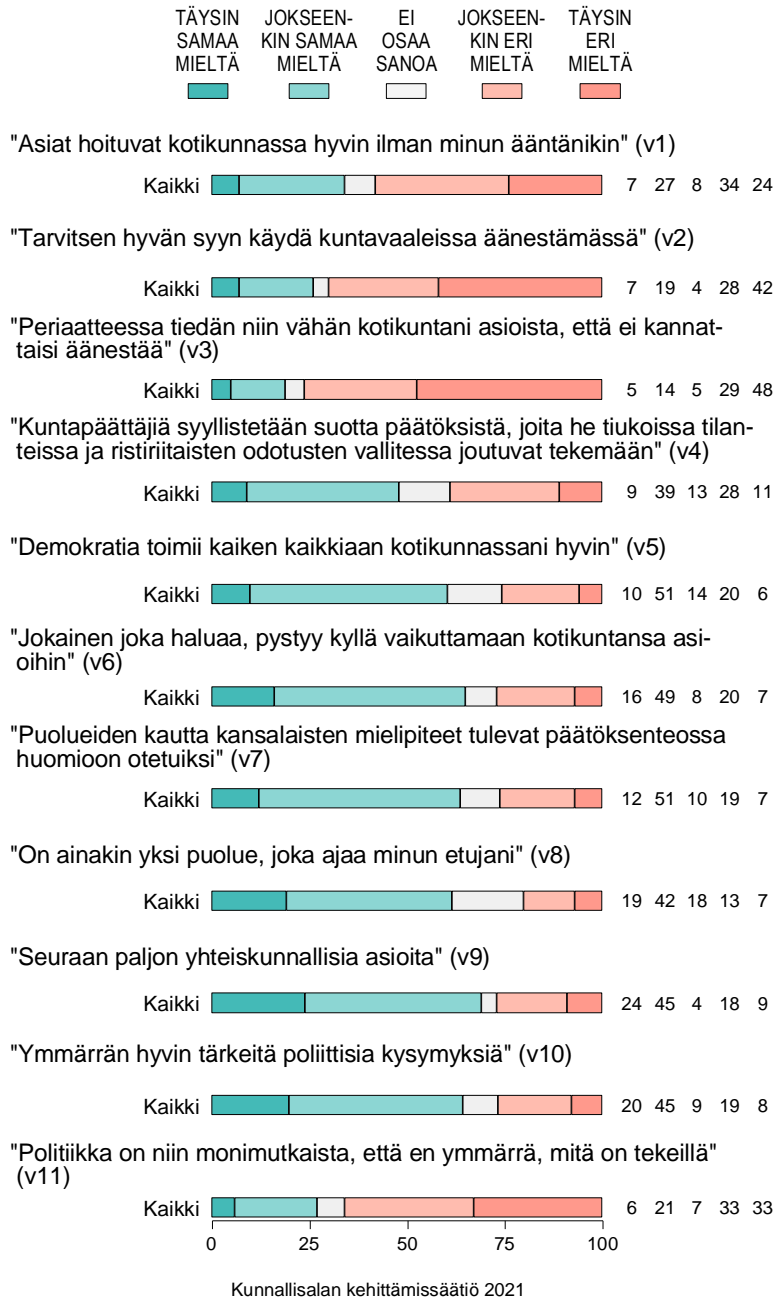 TÄYSIN JOKSEEN- EI JOKSEEN- TÄYSIN
SAMAA KIN SAMAA OSAA KIN ERI ERI
MIELTÄ MIELTÄ SANOA MIELTÄ MIELTÄ
"Asiat hoituvat kotikunnassa hyvin ilman minun ääntänikin" (v1)
Kaikki 7 27 8 34 24
"Tarvitsen hyvän syyn käydä kuntavaaleissa äänestämässä" (v2)
Kaikki 7 19 4 28 42
"Periaatteessa tiedän niin vähän kotikuntani asioista, että ei kannat-
taisi äänestää" (v3)
Kaikki 5 14 5 29 48
"Kuntapäättäjiä syyllistetään suotta päätöksistä, joita he tiukoissa tilan-
teissa ja ristiriitaisten odotusten vallitessa joutuvat tekemään" (v4)
Kaikki 9 39 13 28 11
"Demokratia toimii kaiken kaikkiaan kotikunnassani hyvin" (v5)
Kaikki 10 51 14 20 6
"Jokainen joka haluaa, pystyy kyllä vaikuttamaan kotikuntansa asi-
oihin" (v6)
Kaikki 16 49 8 20 7
"Puolueiden kautta kansalaisten mielipiteet tulevat päätöksenteossa
huomioon otetuiksi" (v7)
Kaikki 12 51 10 19 7
"On ainakin yksi puolue, joka ajaa minun etujani" (v8)
Kaikki 19 42 18 13 7
"Seuraan paljon yhteiskunnallisia asioita" (v9)
Kaikki 24 45 4 18 9
"Ymmärrän hyvin tärkeitä poliittisia kysymyksiä" (v10)
Kaikki 20 45 9 19 8
"Politiikka on niin monimutkaista, että en ymmärrä, mitä on tekeillä"
(v11)
Kaikki 6 21 7 33 33
0 25 50 75 100
Kunnallisalan kehittämissäätiö 2021